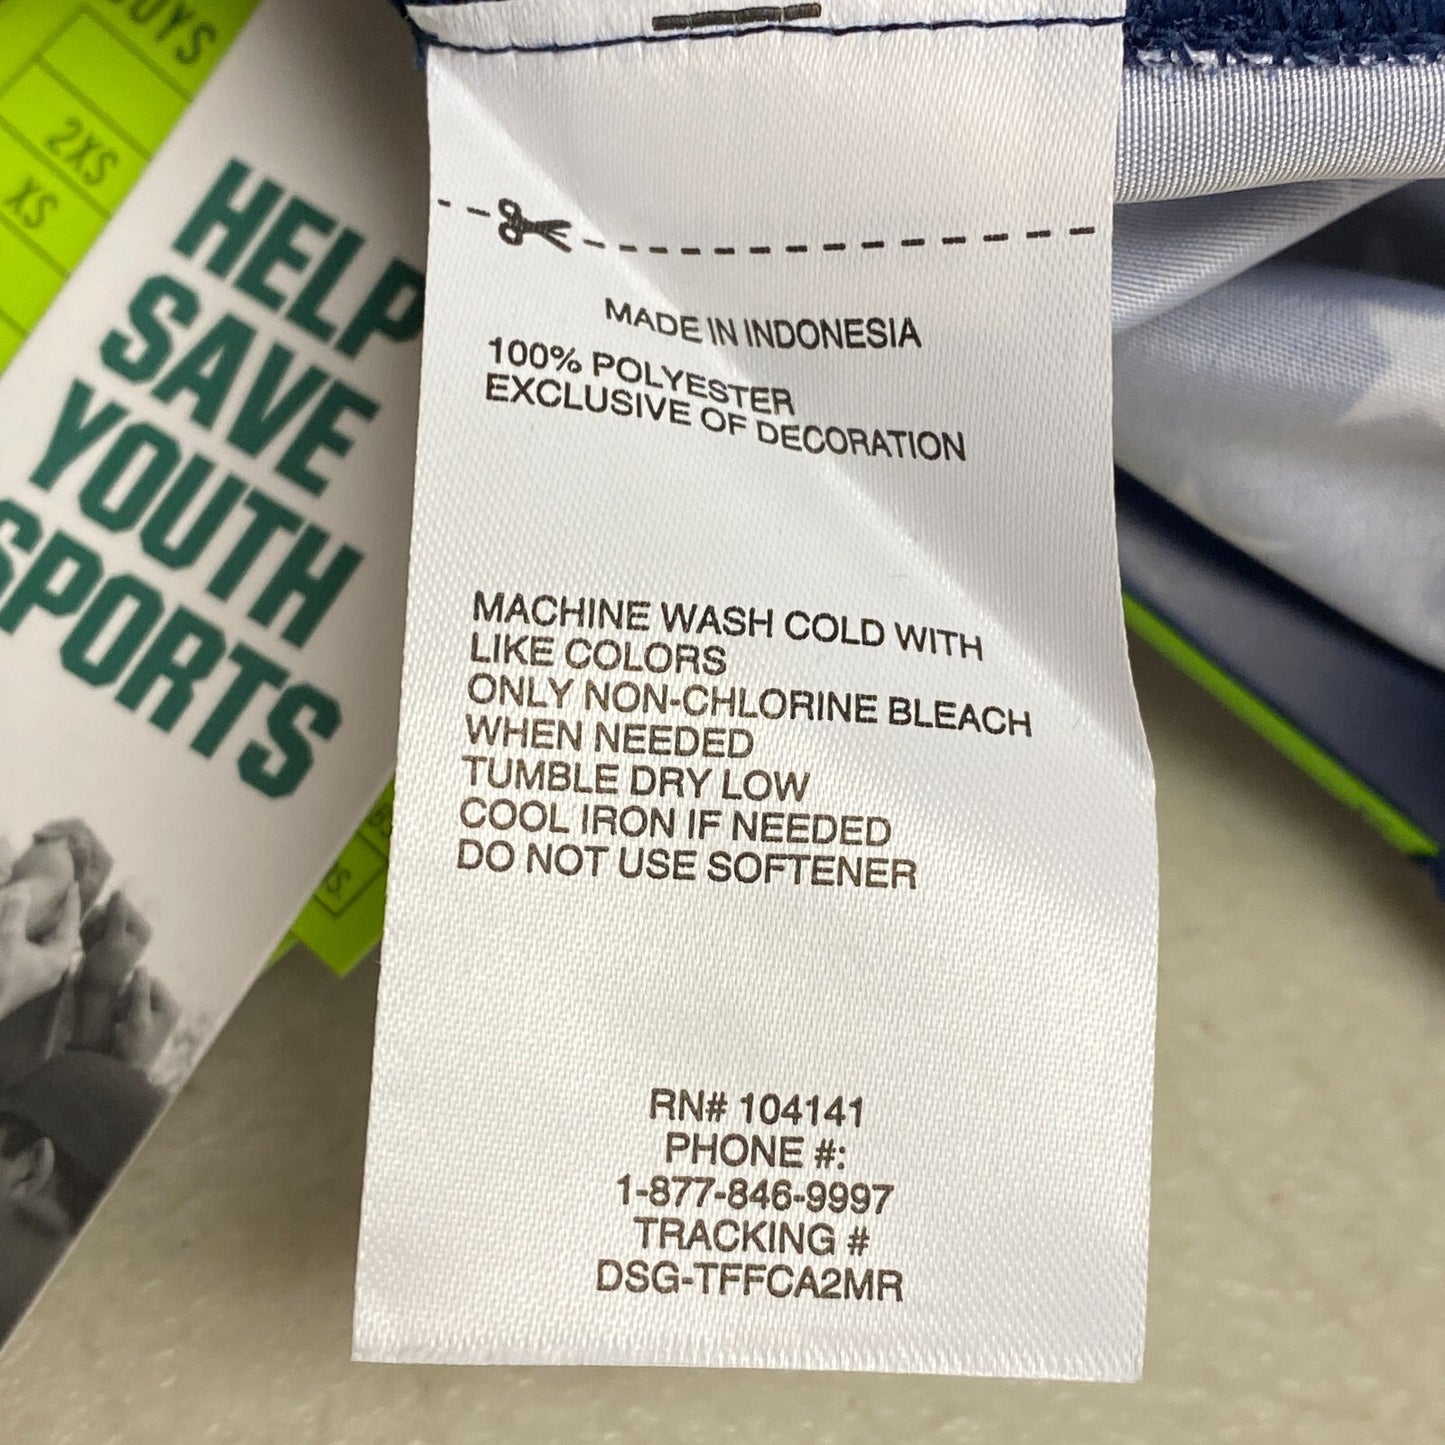 BOYS
2XS
XS
HELP
SAVE
YOUTH
SPORTS
MADE IN INDONESIA
100% POLYESTER
EXCLUSIVE OF DECORATION
MACHINE WASH COLD WITH
LIKE COLORS
ONLY NON-CHLORINE BLEACH
WHEN NEEDED
TUMBLE DRY LOW
COOL IRON IF NEEDED
DO NOT USE SOFTENER
RN# 104141
PHONE #:
1-877-846-9997
TRACKING #
DSG-TFFCA2MR